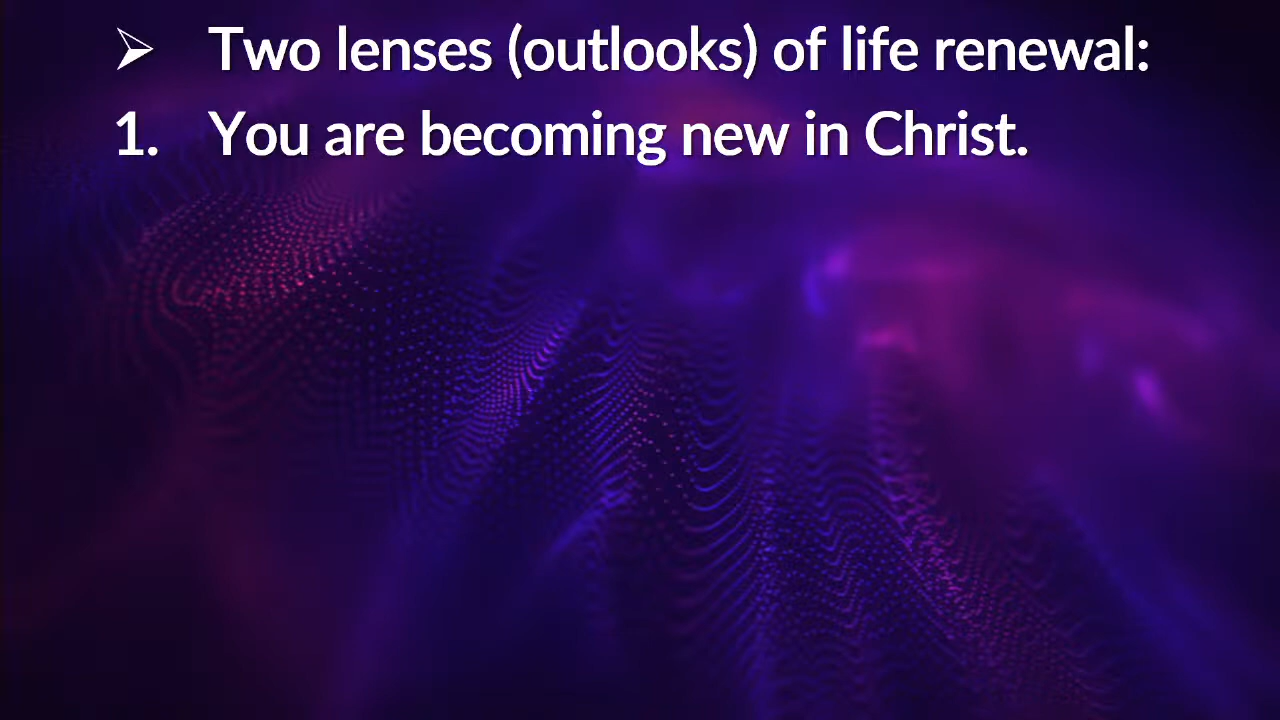 ➢ Two lenses (outlooks) of life renewal:
1. You are becoming new in Christ.